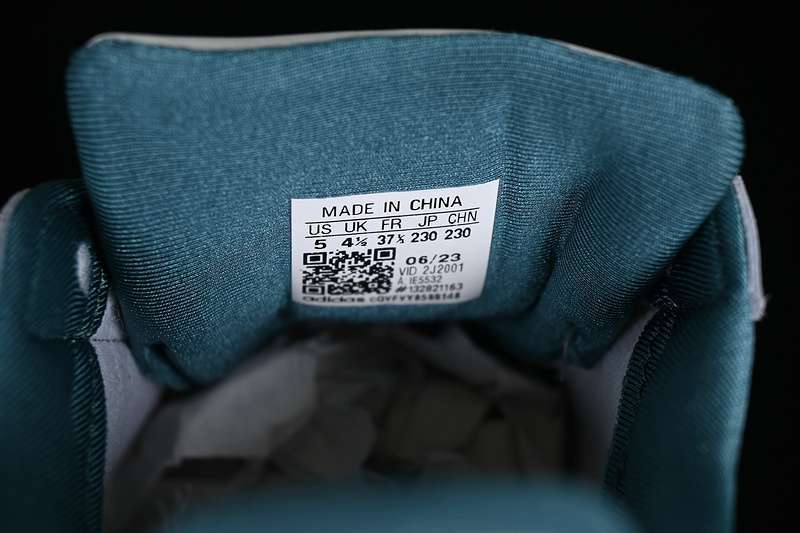 MADE IN CHINA
US UK FR JP CHN
5 4½ 37⅓ 230 230
06/23
VID 2J2001
A IE5532
#132821163
adidas